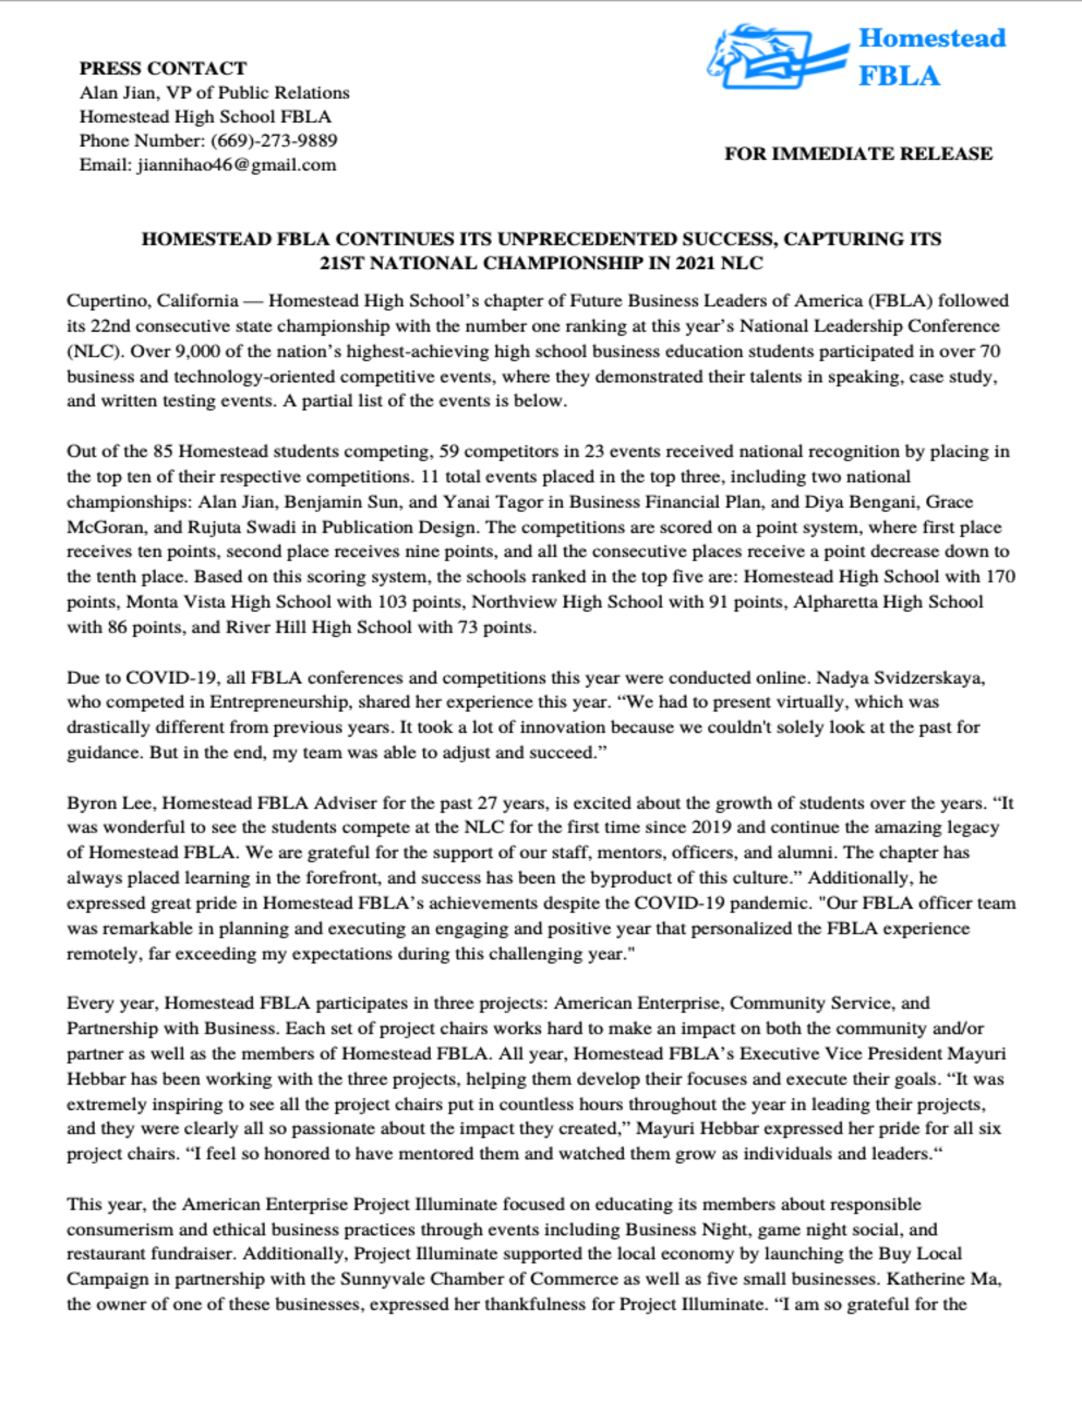 PRESS CONTACT
Alan Jian, VP of Public Relations
Homestead High School FBLA
Phone Number: (669)-273-9889
Email: jiannihao46@gmail.com
Homestead
FBLA
FOR IMMEDIATE RELEASE
HOMESTEAD FBLA CONTINUES ITS UNPRECEDENTED SUCCESS, CAPTURING ITS
21ST NATIONAL CHAMPIONSHIP IN 2021 NLC
Cupertino, California — Homestead High School’s chapter of Future Business Leaders of America (FBLA) followed
its 22nd consecutive state championship with the number one ranking at this year’s National Leadership Conference
(NLC). Over 9,000 of the nation’s highest-achieving high school business education students participated in over 70
business and technology-oriented competitive events, where they demonstrated their talents in speaking, case study,
and written testing events. A partial list of the events is below.
Out of the 85 Homestead students competing, 59 competitors in 23 events received national recognition by placing in
the top ten of their respective competitions. 11 total events placed in the top three, including two national
championships: Alan Jian, Benjamin Sun, and Yanai Tagor in Business Financial Plan, and Diya Bengani, Grace
McGoran, and Rujuta Swadi in Publication Design. The competitions are scored on a point system, where first place
receives ten points, second place receives nine points, and all the consecutive places receive a point decrease down to
the tenth place. Based on this scoring system, the schools ranked in the top five are: Homestead High School with 170
points, Monta Vista High School with 103 points, Northview High School with 91 points, Alpharetta High School
with 86 points, and River Hill High School with 73 points.
Due to COVID-19, all FBLA conferences and competitions this year were conducted online. Nadya Svidzerskaya,
who competed in Entrepreneurship, shared her experience this year. “We had to present virtually, which was
drastically different from previous years. It took a lot of innovation because we couldn't solely look at the past for
guidance. But in the end, my team was able to adjust and succeed.”
Byron Lee, Homestead FBLA Adviser for the past 27 years, is excited about the growth of students over the years. “It
was wonderful to see the students compete at the NLC for the first time since 2019 and continue the amazing legacy
of Homestead FBLA. We are grateful for the support of our staff, mentors, officers, and alumni. The chapter has
always placed learning in the forefront, and success has been the byproduct of this culture.” Additionally, he
expressed great pride in Homestead FBLA’s achievements despite the COVID-19 pandemic. "Our FBLA officer team
was remarkable in planning and executing an engaging and positive year that personalized the FBLA experience
remotely, far exceeding my expectations during this challenging year."
Every year, Homestead FBLA participates in three projects: American Enterprise, Community Service, and
Partnership with Business. Each set of project chairs works hard to make an impact on both the community and/or
partner as well as the members of Homestead FBLA. All year, Homestead FBLA’s Executive Vice President Mayuri
Hebbar has been working with the three projects, helping them develop their focuses and execute their goals. “It was
extremely inspiring to see all the project chairs put in countless hours throughout the year in leading their projects,
and they were clearly all so passionate about the impact they created,” Mayuri Hebbar expressed her pride for all six
project chairs. “I feel so honored to have mentored them and watched them grow as individuals and leaders.“
This year, the American Enterprise Project Illuminate focused on educating its members about responsible
consumerism and ethical business practices through events including Business Night, game night social, and
restaurant fundraiser. Additionally, Project Illuminate supported the local economy by launching the Buy Local
Campaign in partnership with the Sunnyvale Chamber of Commerce as well as five small businesses. Katherine Ma,
the owner of one of these businesses, expressed her thankfulness for Project Illuminate. “I am so grateful for the